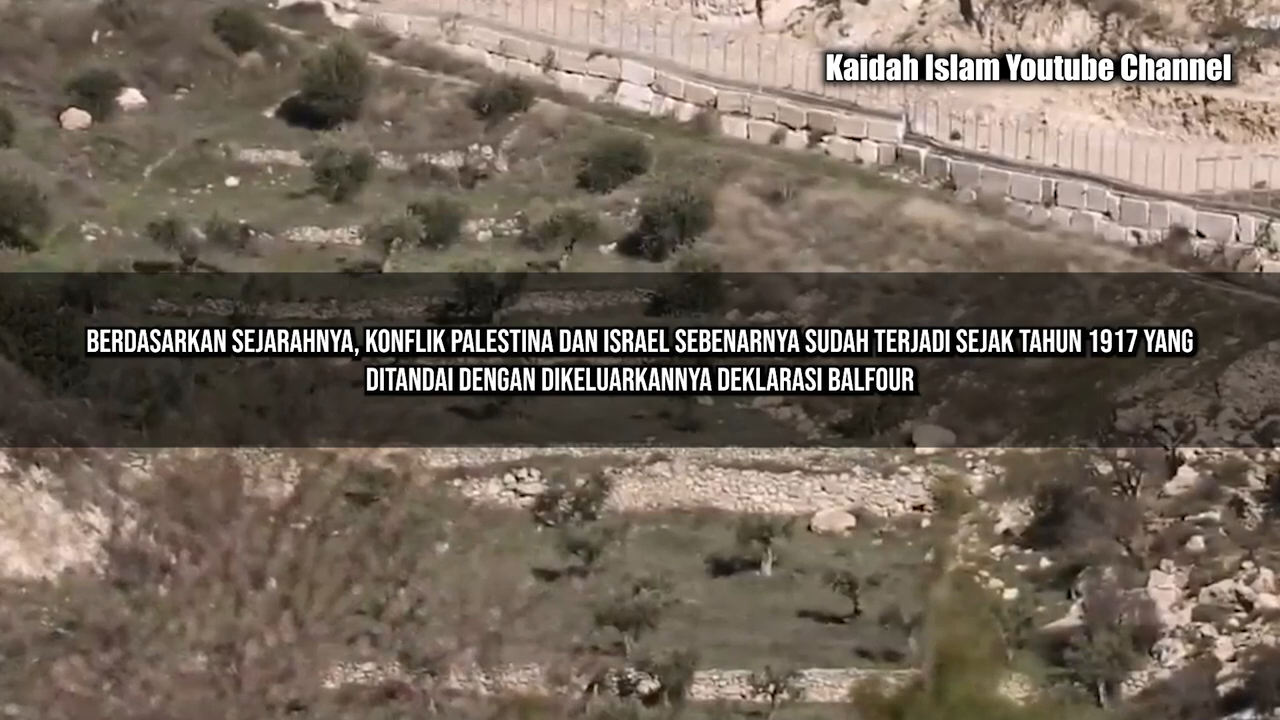 Kaidah Islam Youtube Channel
BERDASARKAN SEJARAHNYA, KONFLIK PALESTINA DAN ISRAEL SEBENARNYA SUDAH TERJADI SEJAK TAHUN 1917 YANG
DITANDAI DENGAN DIKELUARKANNYA DEKLARASI BALFOUR